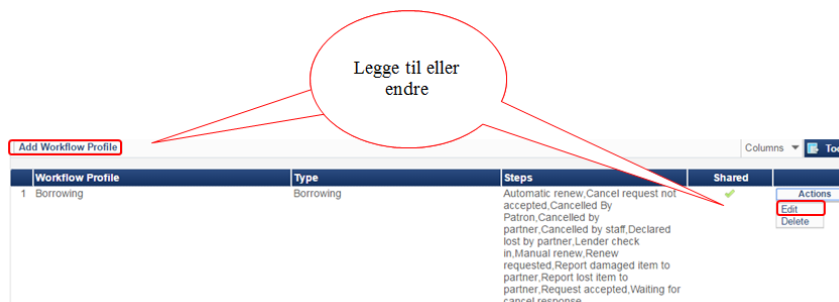 Legge til eller
endre
Add Workflow Profile
Columns
Workflow Profile Type Steps Shared
1 Borrowing Borrowing Automatic renew,Cancel request not Actions
accepted,Cancelled By Edit
Patron,Cancelled by Delete
partner,Cancelled by staff,Declared
lost by partner,Lender check
in,Manual renew,Renew
requested,Report damaged item to
partner,Report lost item to
partner,Request accepted,Waiting for
cancel response